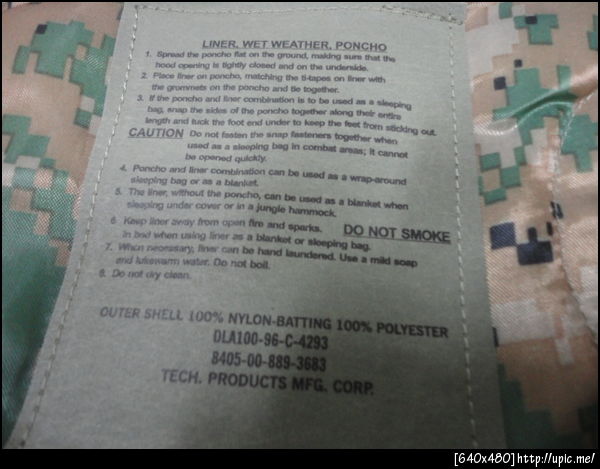 LINER, WET WEATHER, PONCHO
1. Spread the poncho flat on the ground, making sure that the
hood opening is tightly closed and on the underside.
2. Place liner on poncho, matching the ti-tapes on liner with
the grommets on the poncho and tie together.
3. If the poncho and liner combination is to be used as a sleeping
bag, snap the sides of the poncho together along their entire
length and tuck the foot end under to keep the feet from sticking out.
CAUTION Do not fasten the snap fasteners together when
used as a sleeping bag in combat areas; it cannot
be opened quickly.
4. Poncho and liner combination can be used as a wrap-around
sleeping bag or as a blanket.
5. The liner, without the poncho, can be used as a blanket when
sleeping under cover or in a jungle hammock.
6. Keep liner away from open fire and sparks. DO NOT SMOKE
in bed when using liner as a blanket or sleeping bag.
7. When necessary, liner can be hand laundered. Use a mild soap
and lukewarm water. Do not boil.
8. Do not dry clean.
OUTER SHELL 100% NYLON-BATTING 100% POLYESTER
DLA100-96-C-4293
8405-00-889-3683
TECH. PRODUCTS MFG. CORP.
[640x480]http://upic.me/